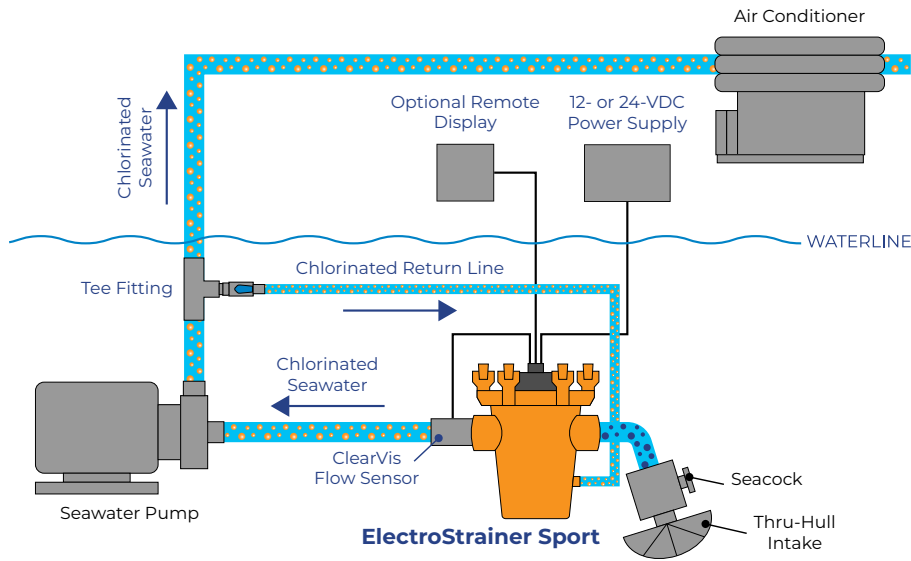 Air Conditioner
Optional Remote
Display
12- or 24-VDC
Power Supply
Chlorinated
Seawater
WATERLINE
Chlorinated Return Line
Tee Fitting
Chlorinated
Seawater
ClearVis
Flow Sensor
Seacock
Seawater Pump
Thru-Hull
Intake
ElectroStrainer Sport